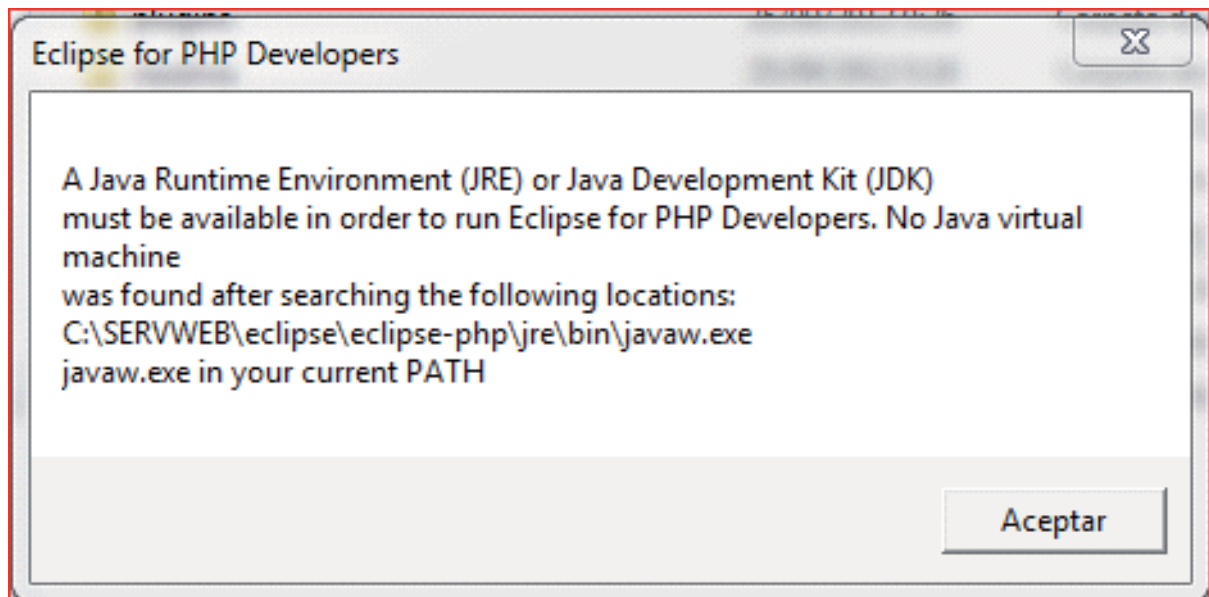 Eclipse for PHP Developers
A Java Runtime Environment (JRE) or Java Development Kit (JDK)
must be available in order to run Eclipse for PHP Developers. No Java virtual
machine
was found after searching the following locations:
C:\SERVWEB\eclipse\eclipse-php\jre\bin\javaw.exe
javaw.exe in your current PATH
Aceptar